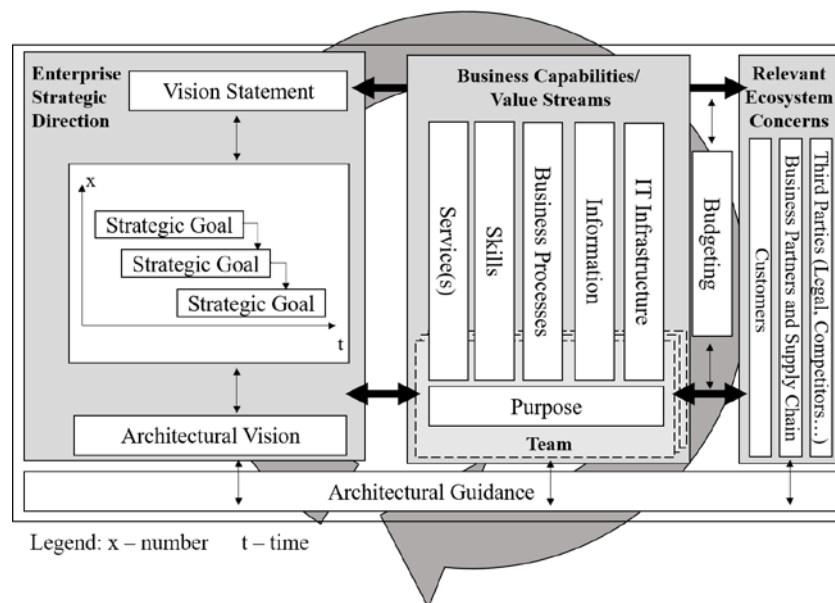 Enterprise
Strategic
Direction
Vision Statement
x
Strategic Goal
Strategic Goal
Strategic Goal
t
Architectural Vision
Business Capabilities/
Value Streams
Service(s)
Skills
Business Processes
Information
IT Infrastructure
Purpose
Team
Budgeting
Relevant
Ecosystem
Concerns
Customers
Business Partners and Supply Chain
Third Parties (Legal, Competitors…)
Architectural Guidance
Legend: x – number t – time